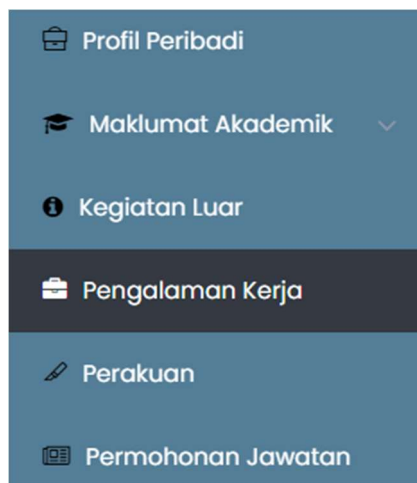 Profil Peribadi
Maklumat Akademik
Kegiatan Luar
Pengalaman Kerja
Perakuan
Permohonan Jawatan